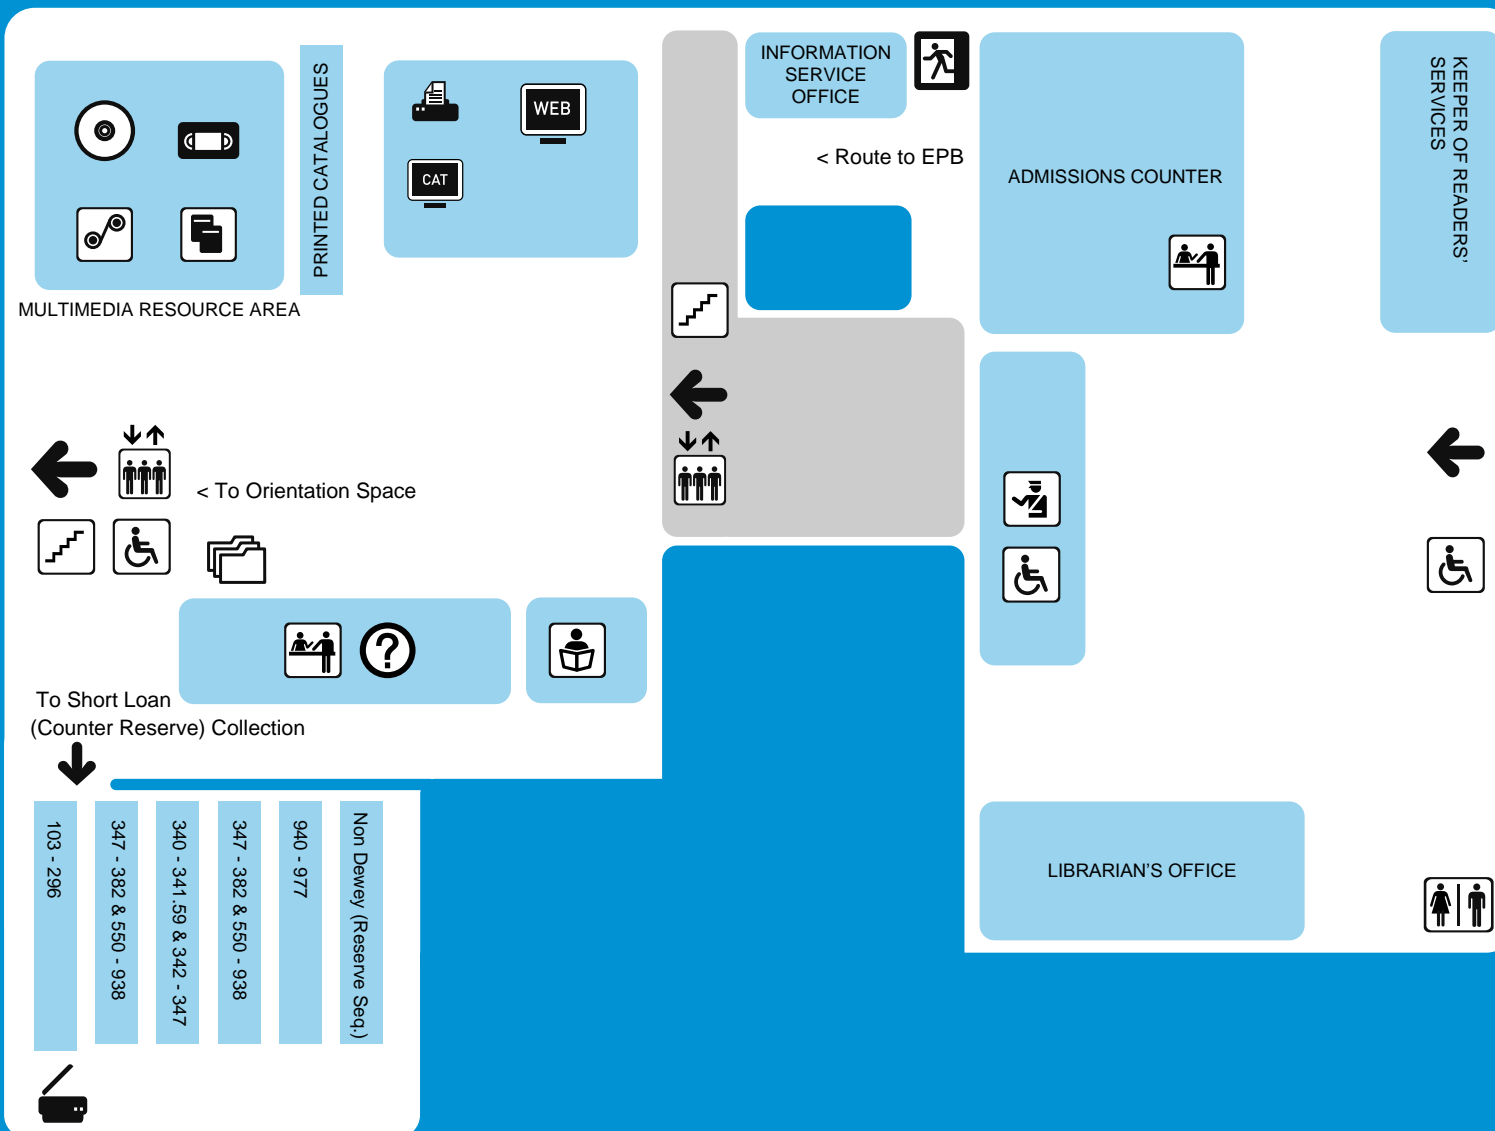 INFORMATION
SERVICE
OFFICE
KEEPER OF READERS'
SERVICES
PRINTED CATALOGUES
WEB
CAT
< Route to EPB
ADMISSIONS COUNTER
MULTIMEDIA RESOURCE AREA
< To Orientation Space
?
To Short Loan
(Counter Reserve) Collection
103 - 296
347 - 382 & 550 - 938
340 - 341.59 & 342 - 347
347 - 382 & 550 - 938
940 - 977
Non Dewey (Reserve Seq.)
LIBRARIAN'S OFFICE